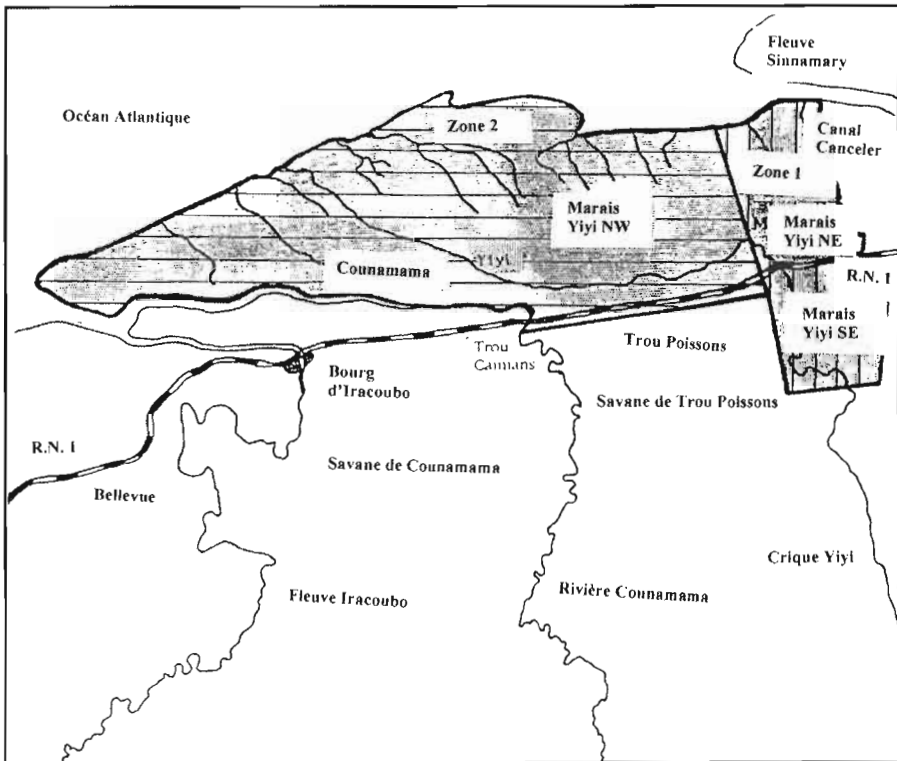 Fleuve
Sinnamary
Océan Atlantique
Zone 2
Canal
Canceler
Zone 1
Marais
Yiyi NW
Marais
Yiyi NE
Yiyi
Counamama
R.N. 1
Marais
Yiyi SE
Trou
Caïmans
Trou Poissons
Bourg
d'Iracoubo
Savane de Trou Poissons
R.N. 1
Savane de Counamama
Bellevue
Crique Yiyi
Fleuve Iracoubo
Rivière Counamama